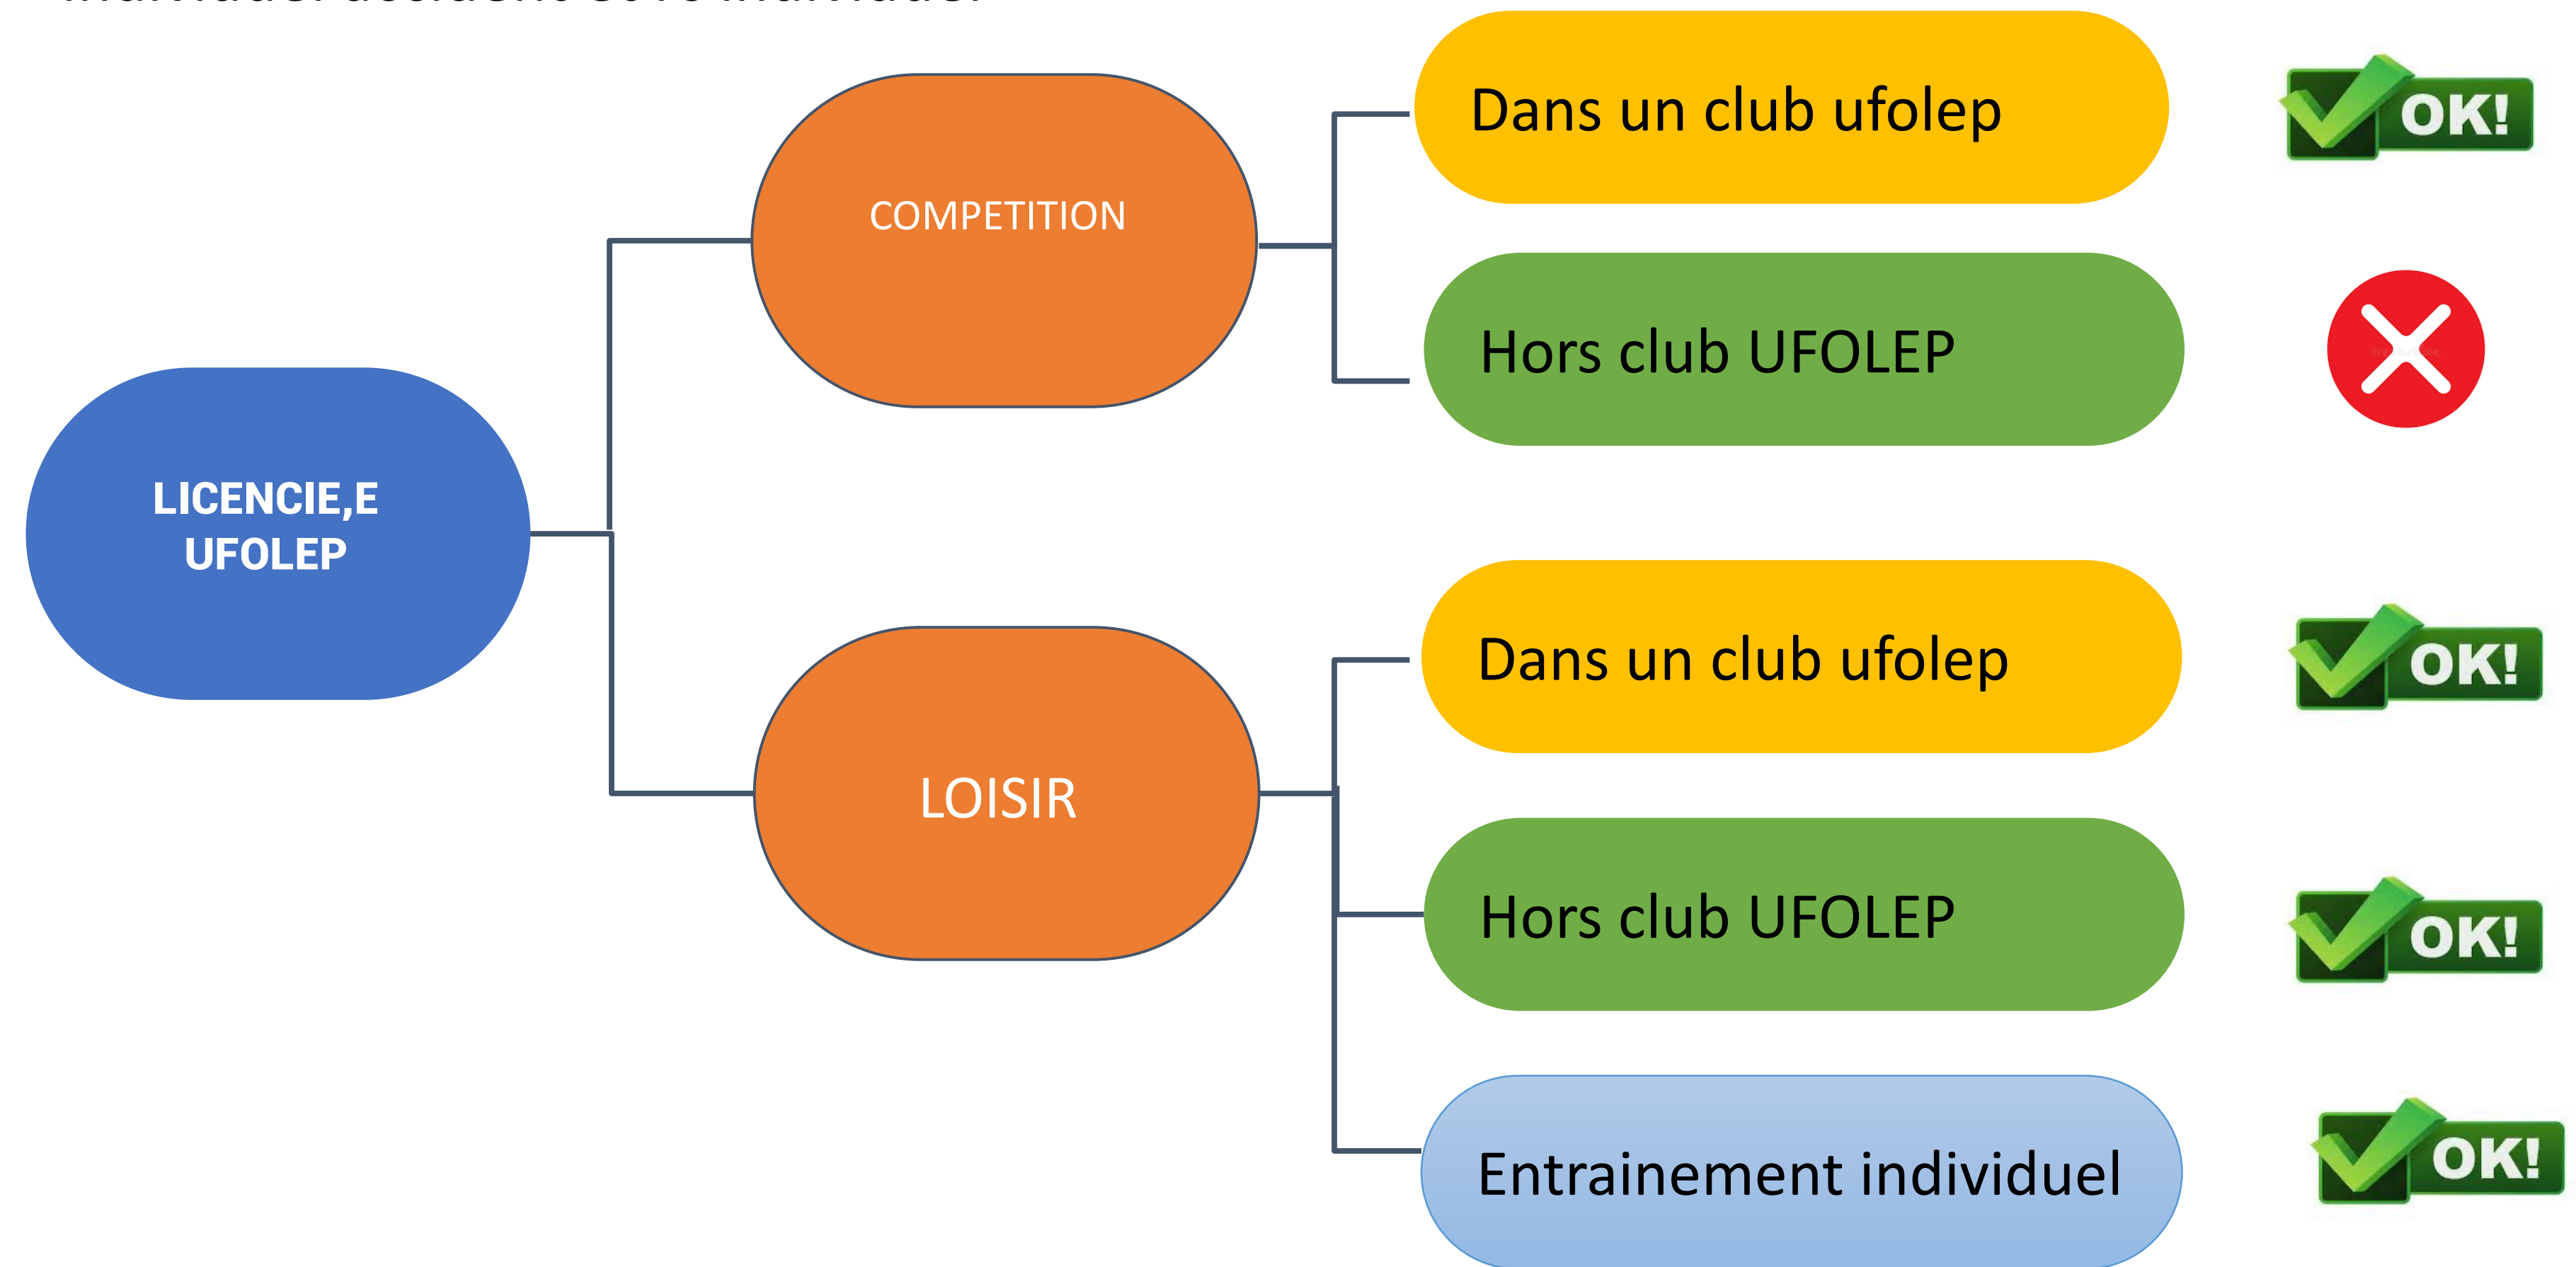 LICENCIE,E
UFOLEP
COMPETITION
Dans un club ufolep
OK!
Hors club UFOLEP
LOISIR
Dans un club ufolep
OK!
Hors club UFOLEP
OK!
Entrainement individuel
OK!